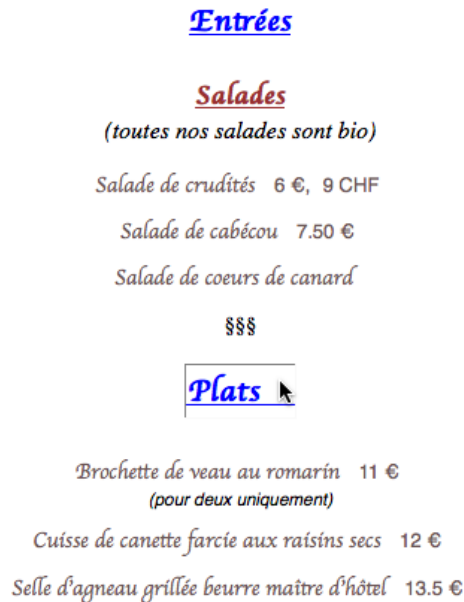 Entrées
Salades
(toutes nos salades sont bio)
Salade de crudités 6 €, 9 CHF
Salade de cabécou 7.50 €
Salade de coeurs de canard
§§§
Plats
Brochette de veau au romarin 11 €
(pour deux uniquement)
Cuisse de canette farcie aux raisins secs 12 €
Selle d'agneau grillée beurre maître d'hôtel 13.5 €